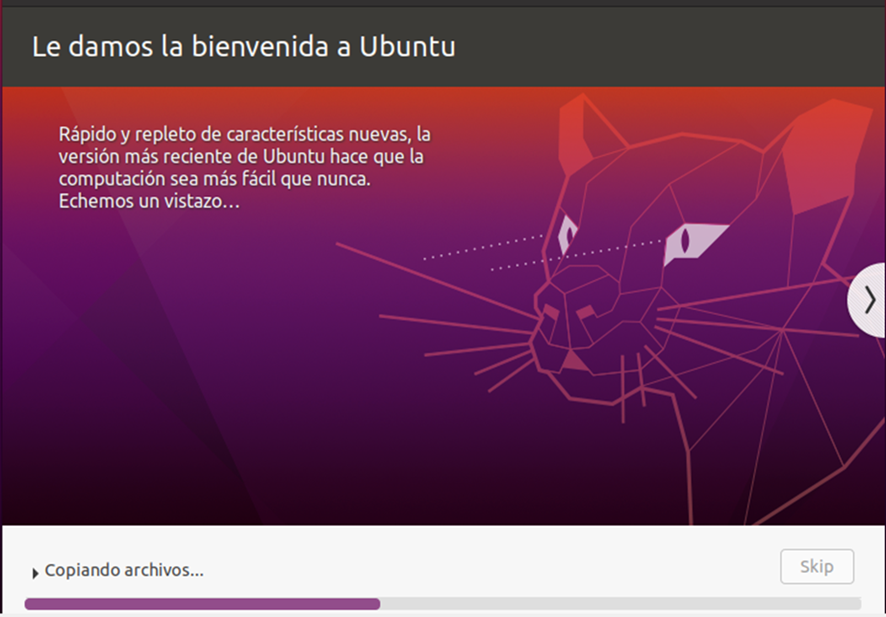 Le damos la bienvenida a Ubuntu
Rápido y repleto de características nuevas, la
versión más reciente de Ubuntu hace que la
computación sea más fácil que nunca.
Echemos un vistazo…
Copiando archivos...
Skip